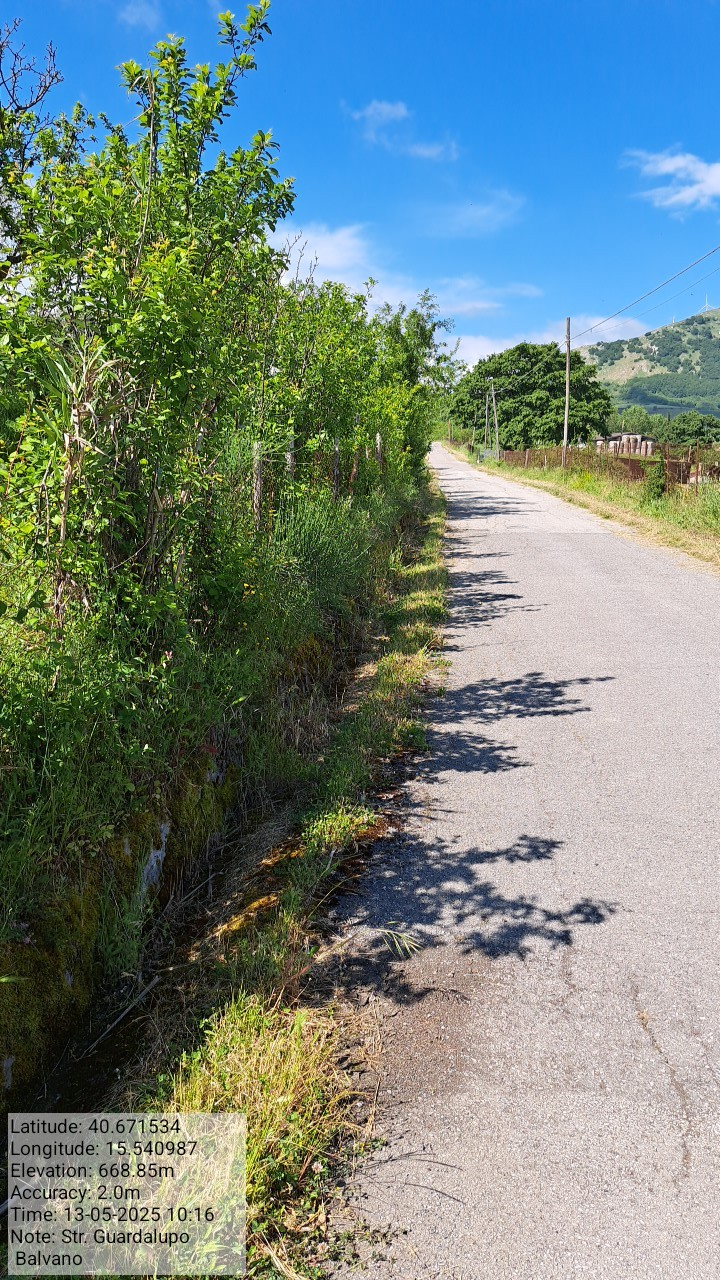 Latitude: 40.671534
Longitude: 15.540987
Elevation: 668.85m
Accuracy: 2.0m
Time: 13-05-2025 10:16
Note: Str. Guardalupo
Balvano